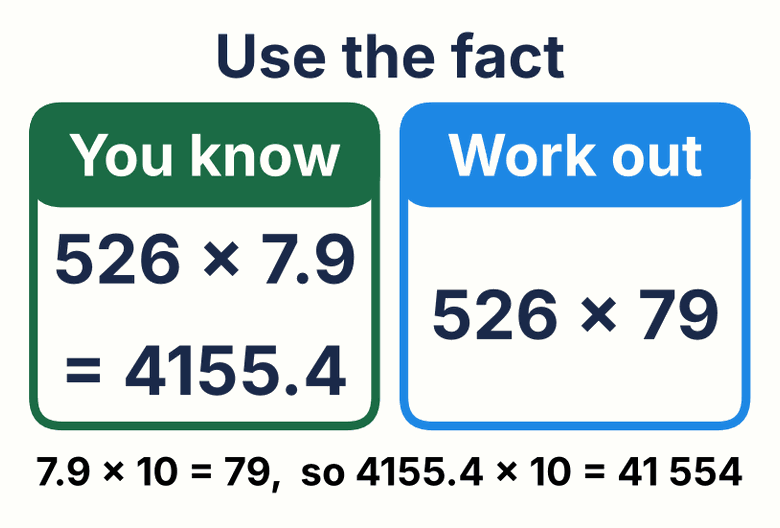 Use the fact
You know
526 × 7.9
= 4155.4
Work out
526 × 79
7.9 × 10 = 79, so 4155.4 × 10 = 41 554